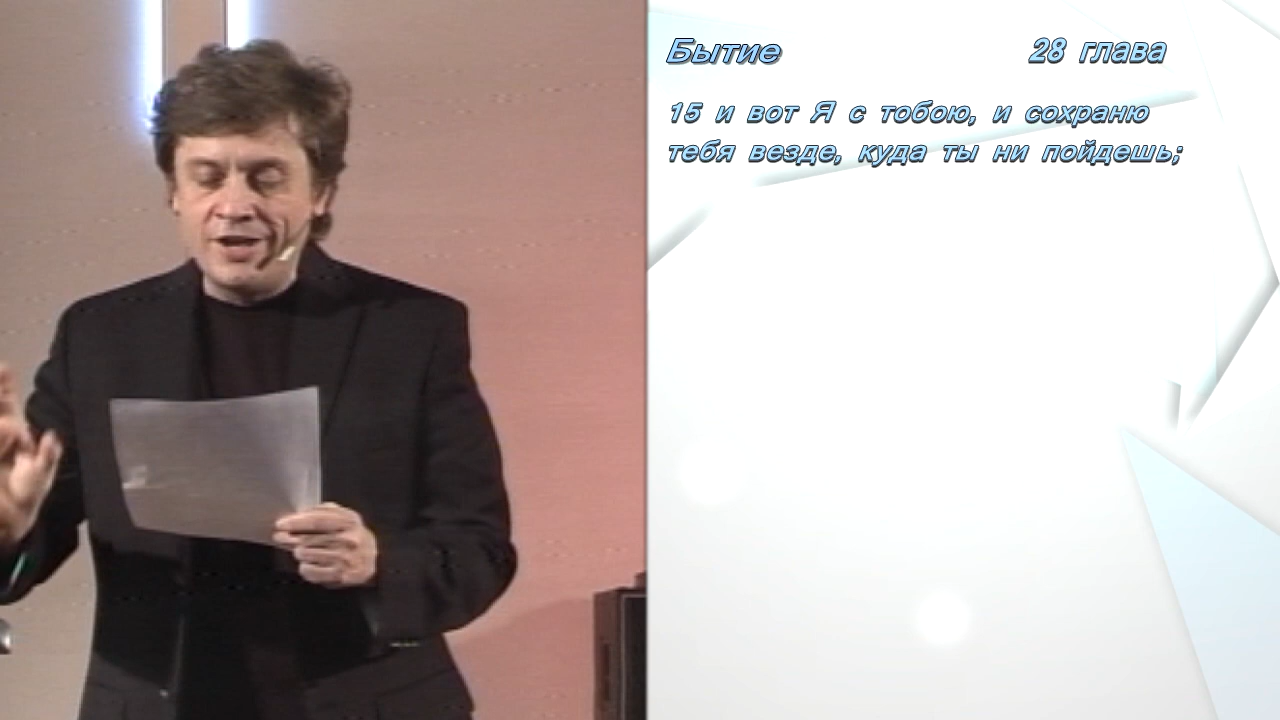 Бытие 28 глава
15 и вот Я с тобою, и сохраню
тебя везде, куда ты ни пойдешь;